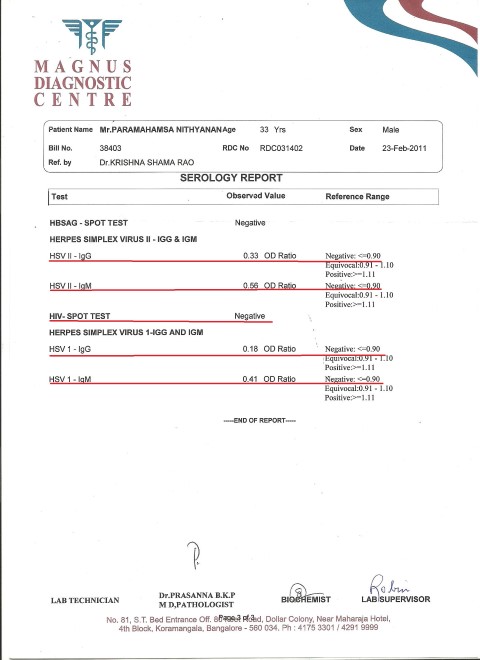 MAGNUS
DIAGNOSTIC
CENTRE
Patient Name Mr.PARAMAHAMSA NITHYANAN Age 33 Yrs Sex Male
Bill No. 38403 RDC No RDC031402 Date 23-Feb-2011
Ref. by Dr.KRISHNA SHAMA RAO
SEROLOGY REPORT
Test Observed Value Reference Range
HBSAG - SPOT TEST Negative
HERPES SIMPLEX VIRUS II - IGG & IGM
HSV II - IgG 0.33 OD Ratio Negative: <=0.90
Equivocal:0.91 - 1.10
Positive:>=1.11
HSV II - IgM 0.56 OD Ratio Negative: <=0.90
Equivocal:0.91 - 1.10
Positive:>=1.11
HIV- SPOT TEST Negative
HERPES SIMPLEX VIRUS 1-IGG AND IGM
HSV 1 - IgG 0.18 OD Ratio Negative: <=0.90
Equivocal:0.91 - 1.10
Positive:>=1.11
HSV 1 - IgM 0.41 OD Ratio Negative: <=0.90
Equivocal:0.91 - 1.10
Positive:>=1.11
-----END OF REPORT-----
Robin
LAB TECHNICIAN Dr.PRASANNA B.K.P BIOCHEMIST LAB SUPERVISOR
M D,PATHOLOGIST
No. 81, S.T. Bed Entrance Off. Road, Dollar Colony, Near Maharaja Hotel,
4th Block, Koramangala, Bangalore - 560 034. Ph : 4175 3301 / 4291 9999